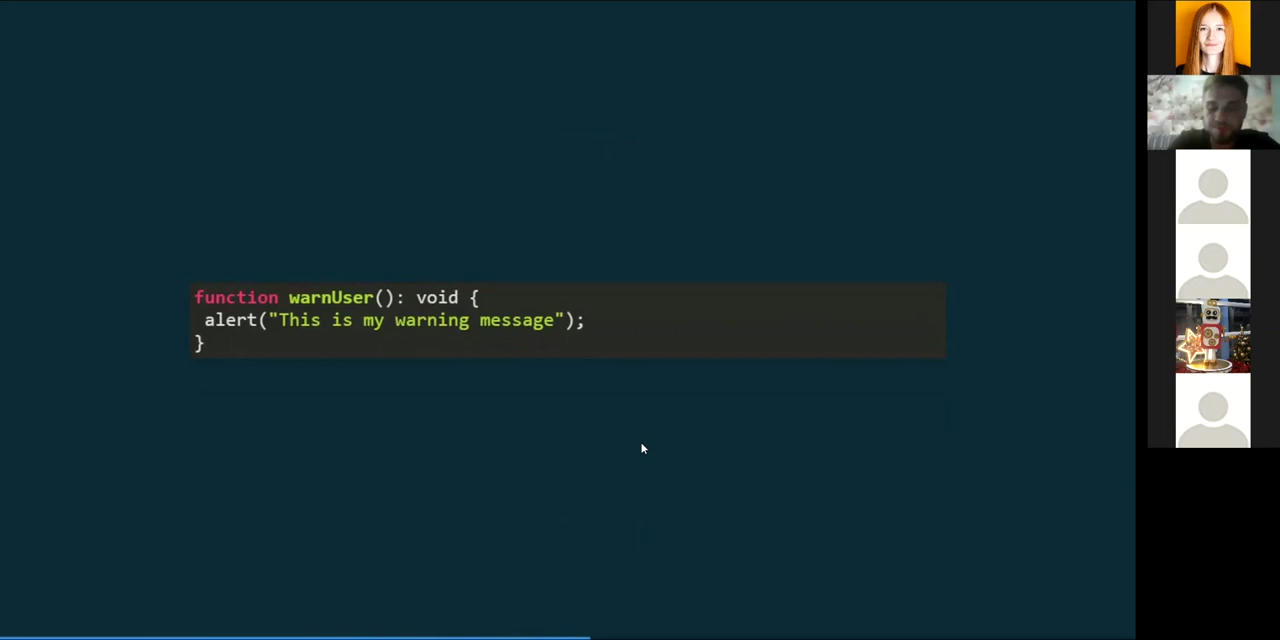 function warnUser(): void {
alert("This is my warning message");
}